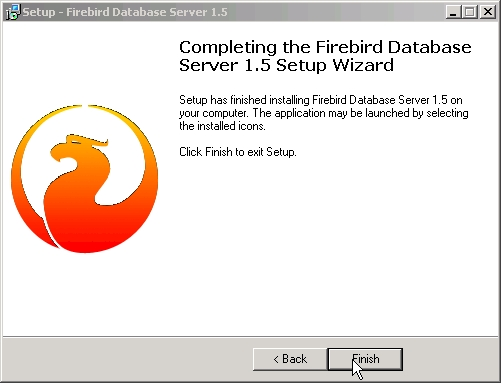 Setup - Firebird Database Server 1.5
Completing the Firebird Database
Server 1.5 Setup Wizard
Setup has finished installing Firebird Database Server 1.5 on
your computer. The application may be launched by selecting
the installed icons.
Click Finish to exit Setup.
< Back
Finish